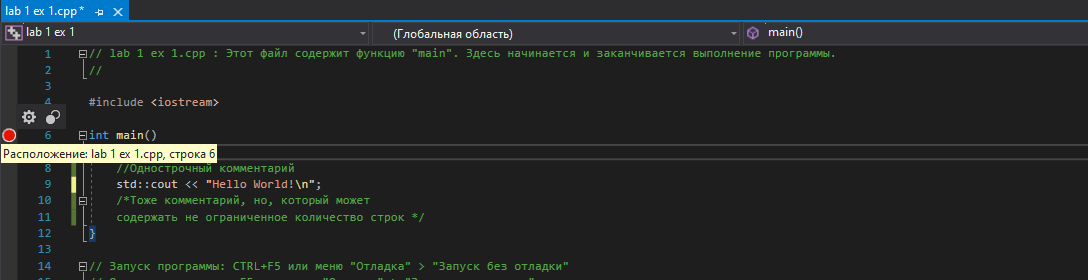 lab 1 ex 1.cpp*
lab 1 ex 1 (Глобальная область) main()
1 // lab 1 ex 1.cpp : Этот файл содержит функцию "main". Здесь начинается и заканчивается выполнение программы.
2 //
3
4 #include <iostream>
6 int main()
Расположение: lab 1 ex 1.cpp, строка 6
8 //Однострочный комментарий
9 std::cout << "Hello World!\n";
10 /*Тоже комментарий, но, который может
11 содержать не ограниченное количество строк */
12 }
13
14 // Запуск программы: CTRL+F5 или меню "Отладка" > "Запуск без отладки"